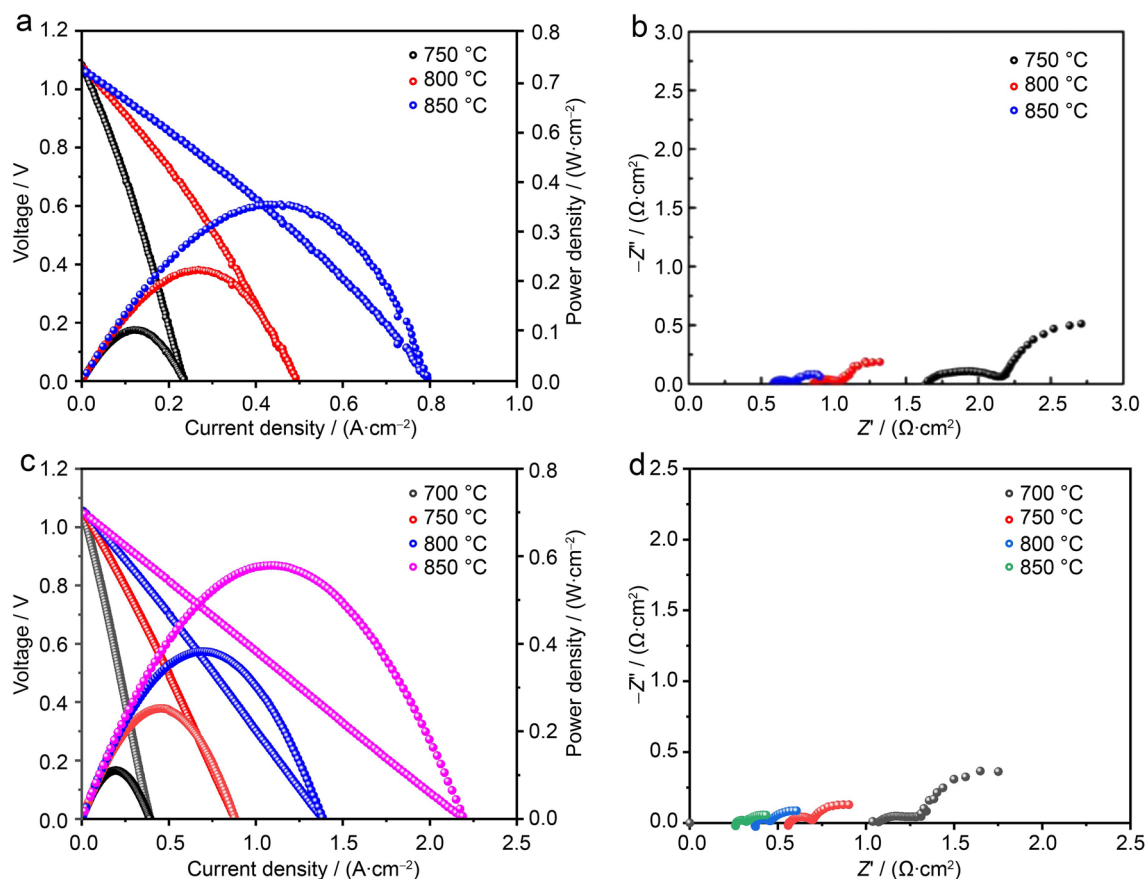 a
1.2
1.0
0.8
0.6
0.4
0.2
0.0
Voltage / V
0.0 0.2 0.4 0.6 0.8 1.0
Current density / (A·cm⁻²)
0.8
0.7
0.6
0.5
0.4
0.3
0.2
0.1
0.0
Power density / (W·cm⁻²)
750 °C
800 °C
850 °C
b
3.0
2.5
2.0
1.5
1.0
0.5
0.0
−Z" / (Ω·cm²)
0.0 0.5 1.0 1.5 2.0 2.5 3.0
Z' / (Ω·cm²)
750 °C
800 °C
850 °C
c
1.2
1.0
0.8
0.6
0.4
0.2
0.0
Voltage / V
0.0 0.5 1.0 1.5 2.0 2.5
Current density / (A·cm⁻²)
0.8
0.6
0.4
0.2
0.0
Power density / (W·cm⁻²)
700 °C
750 °C
800 °C
850 °C
d
2.5
2.0
1.5
1.0
0.5
0.0
−Z" / (Ω·cm²)
0.0 0.5 1.0 1.5 2.0 2.5
Z' / (Ω·cm²)
700 °C
750 °C
800 °C
850 °C